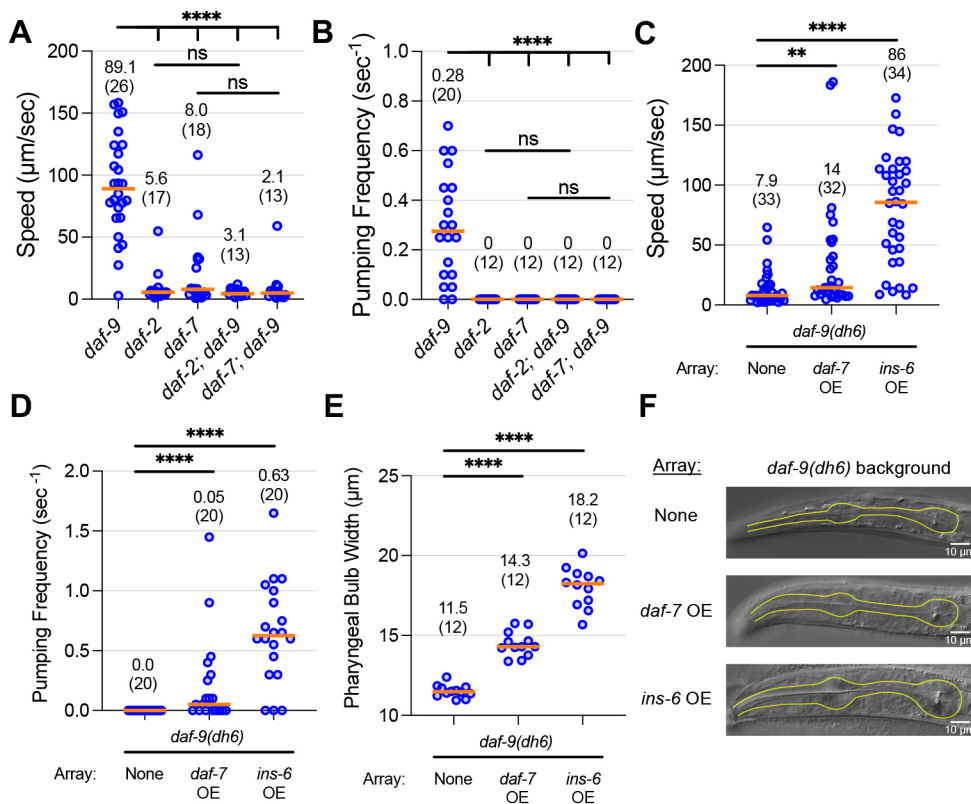 A
****
ns
ns
Speed (µm/sec)
200
150
100
50
0
89.1
(26)
5.6
(17)
8.0
(18)
3.1
(13)
2.1
(13)
daf-9
daf-2
daf-7
daf-2; daf-9
daf-7; daf-9
B
****
ns
ns
Pumping Frequency (sec⁻¹)
1.0
0.8
0.6
0.4
0.2
0.0
0.28
(20)
0
(12)
0
(12)
0
(12)
0
(12)
daf-9
daf-2
daf-7
daf-2; daf-9
daf-7; daf-9
C
****
**
Speed (µm/sec)
200
150
100
50
0
7.9
(33)
14
(32)
86
(34)
daf-9(dh6)
Array: None daf-7 ins-6
OE OE
D
****
****
Pumping Frequency (sec ⁻¹)
2.0
1.5
1.0
0.5
0.0
0.0
(20)
0.05
(20)
0.63
(20)
daf-9(dh6)
Array: None daf-7 ins-6
OE OE
E
****
****
Pharyngeal Bulb Width (µm)
25
20
15
10
11.5
(12)
14.3
(12)
18.2
(12)
daf-9(dh6)
Array: None daf-7 ins-6
OE OE
F
Array: daf-9(dh6) background
None
10 µm
daf-7 OE
10 µm
ins-6 OE
10 µm